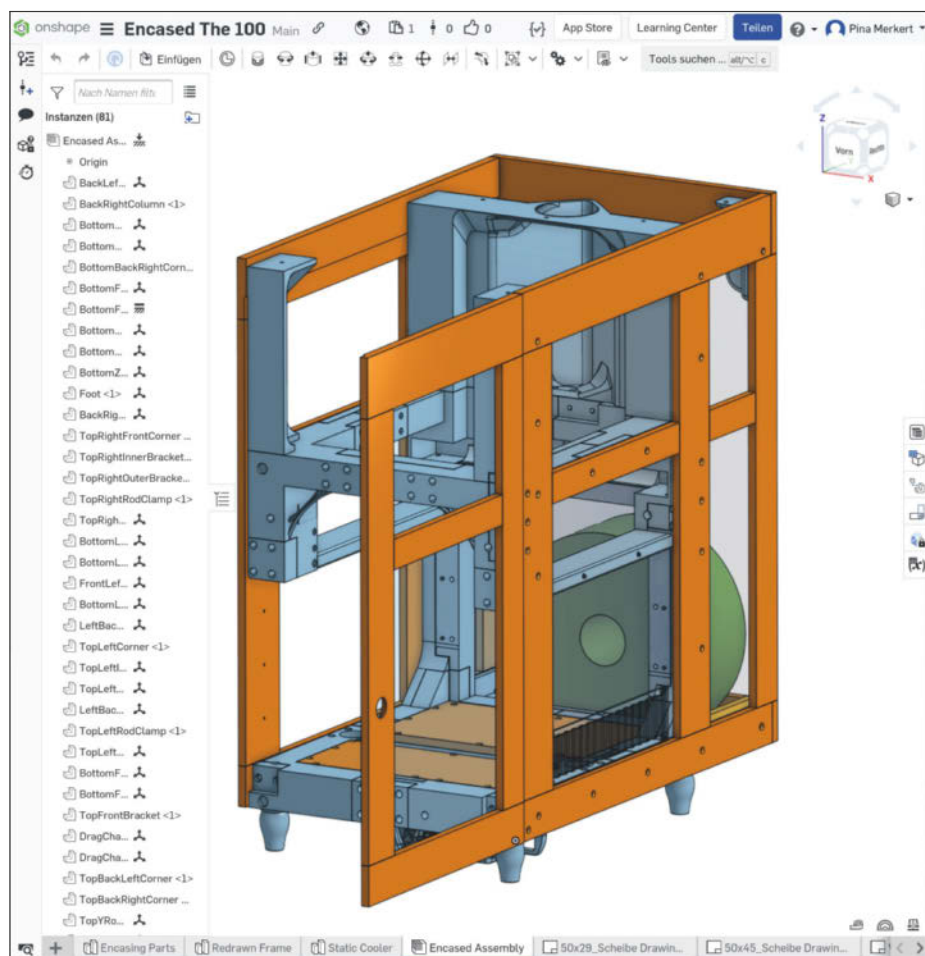 onshape Encased The 100 Main 1 0 0 App Store Learning Center Teilen Pina Merkert
Einfügen Tools suchen ... alt/⌥ c
Nach Namen filt
Instanzen (81)
Encased As...
Origin
BackLef...
BackRightColumn <1>
Bottom...
Bottom...
BottomBackRightCorn...
BottomF...
BottomF...
Bottom...
Bottom...
BottomZ...
Foot <1>
BackRig...
TopRightFrontCorner ...
TopRightInnerBracket...
TopRightOuterBracke...
TopRightRodClamp <1>
TopRigh...
BottomL...
BottomL...
FrontLef...
BottomL...
LeftBac...
TopLeftCorner <1>
TopLeftI...
TopLeft...
LeftBac...
TopLeftRodClamp <1>
TopLeft...
BottomF...
BottomF...
TopFrontBracket <1>
DragCha...
DragCha...
TopBackLeftCorner <1>
TopBackRightCorner ...
TopYRo...
Z
Vorn
X
Encasing Parts Redrawn Frame Static Cooler Encased Assembly 50x29_Scheibe Drawin... 50x45_Scheibe Drawin...